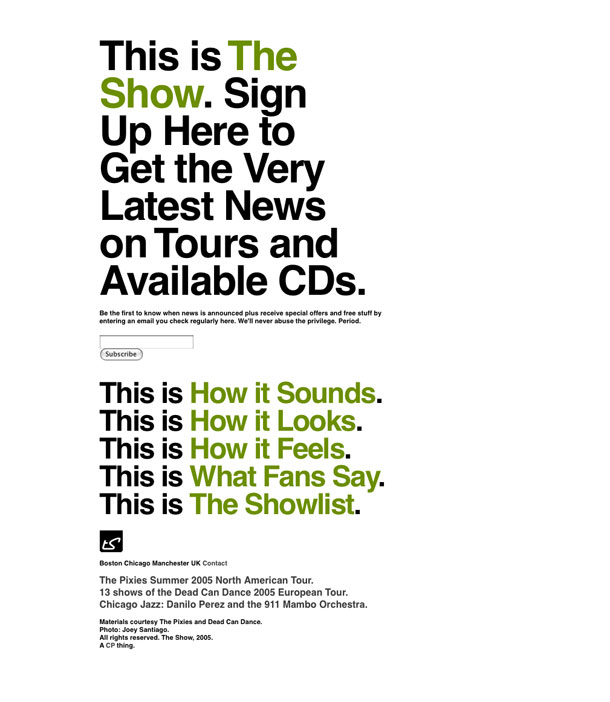 This is The
Show. Sign
Up Here to
Get the Very
Latest News
on Tours and
Available CDs.
Be the first to know when news is announced plus receive special offers and free stuff by
entering an email you check regularly here. We'll never abuse the privilege. Period.
Subscribe
This is How it Sounds.
This is How it Looks.
This is How it Feels.
This is What Fans Say.
This is The Showlist.
tS
Boston Chicago Manchester UK Contact
The Pixies Summer 2005 North American Tour.
13 shows of the Dead Can Dance 2005 European Tour.
Chicago Jazz: Danilo Perez and the 911 Mambo Orchestra.
Materials courtesy The Pixies and Dead Can Dance.
Photo: Joey Santiago.
All rights reserved. The Show, 2005.
A CP thing.